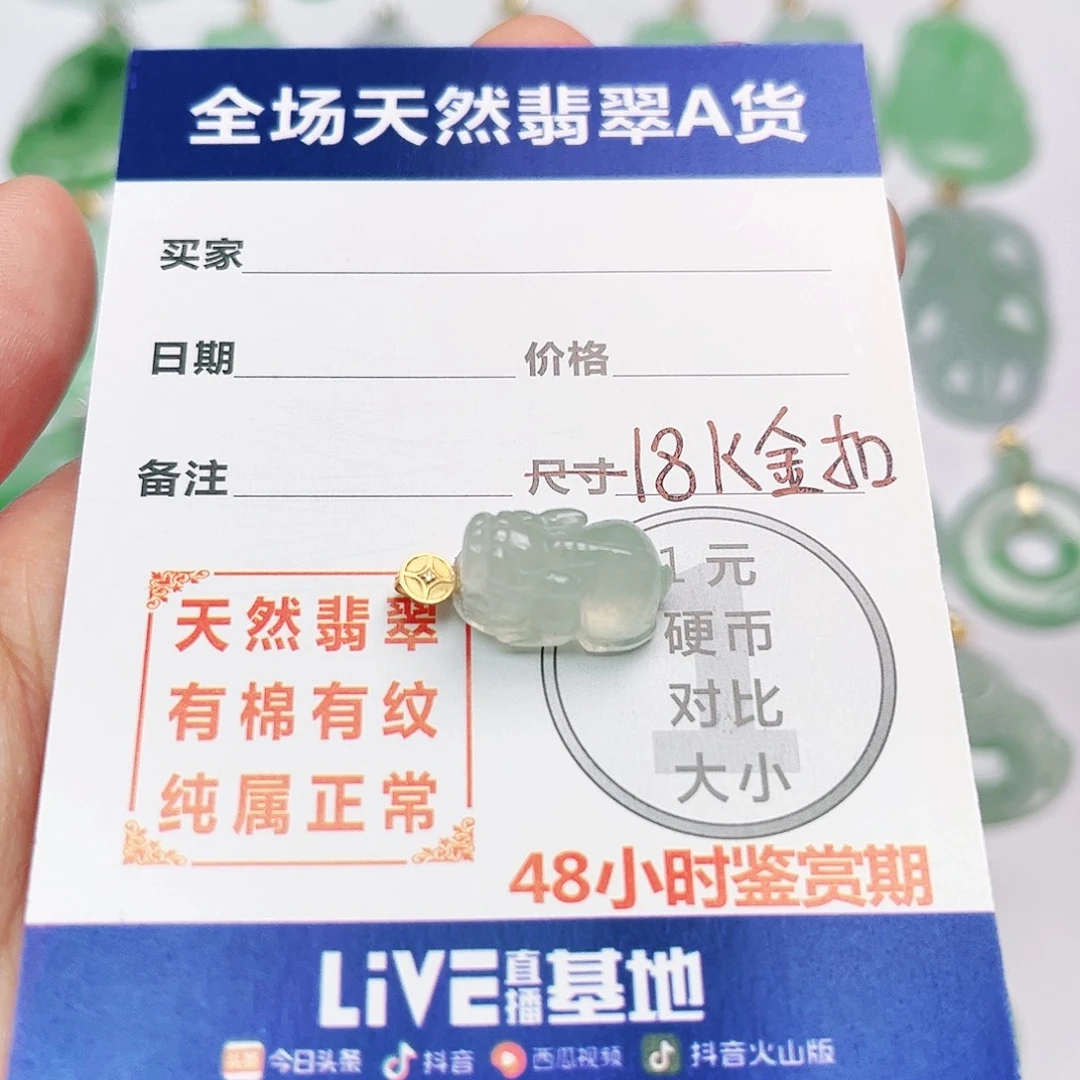 全场天然翡翠A货
买家
日期 价格
备注 尺寸 18K金扣
天然翡翠
有棉有纹
纯属正常
1元
硬币
对比
大小
48小时鉴赏期
LiVE直播基地
头条 今日头条 抖音 西瓜视频 抖音火山版